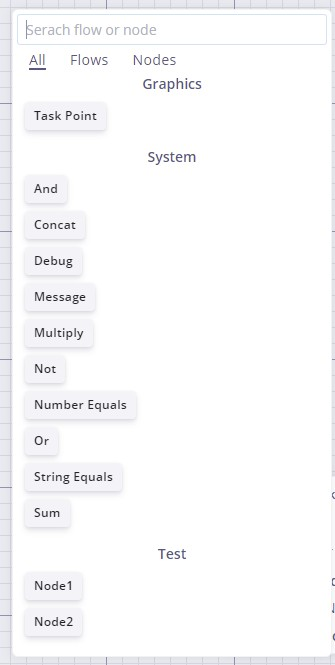 Serach flow or node
All Flows Nodes
Graphics
Task Point
System
And
Concat
Debug
Message
Multiply
Not
Number Equals
Or
String Equals
Sum
Test
Node1
Node2